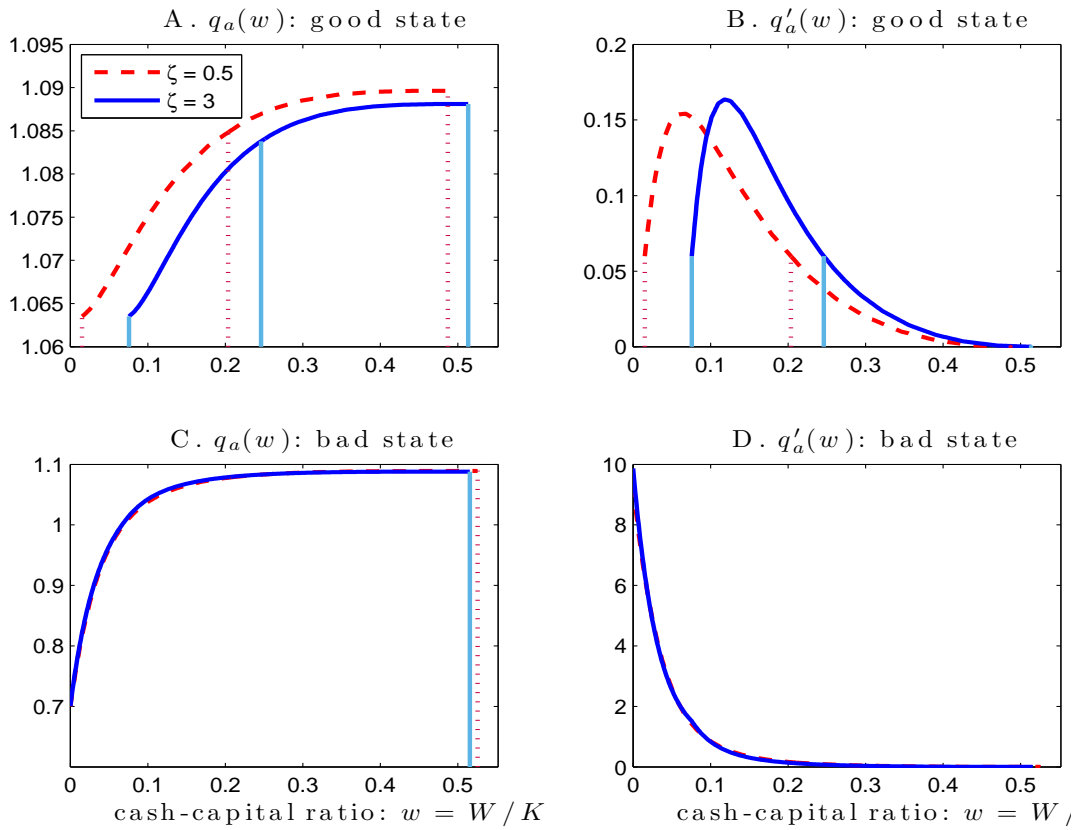 A. qₐ(w): good state
B. q′ₐ(w): good state
1.095
1.09
1.085
1.08
1.075
1.07
1.065
1.06
0 0.1 0.2 0.3 0.4 0.5
ζ = 0.5
ζ = 3
0.2
0.15
0.1
0.05
0
0 0.1 0.2 0.3 0.4 0.5
C. qₐ(w): bad state
D. q′ₐ(w): bad state
1.1
1
0.9
0.8
0.7
0 0.1 0.2 0.3 0.4 0.5
cash-capital ratio: w = W/K
10
8
6
4
2
0
0 0.1 0.2 0.3 0.4 0.5
cash-capital ratio: w = W/